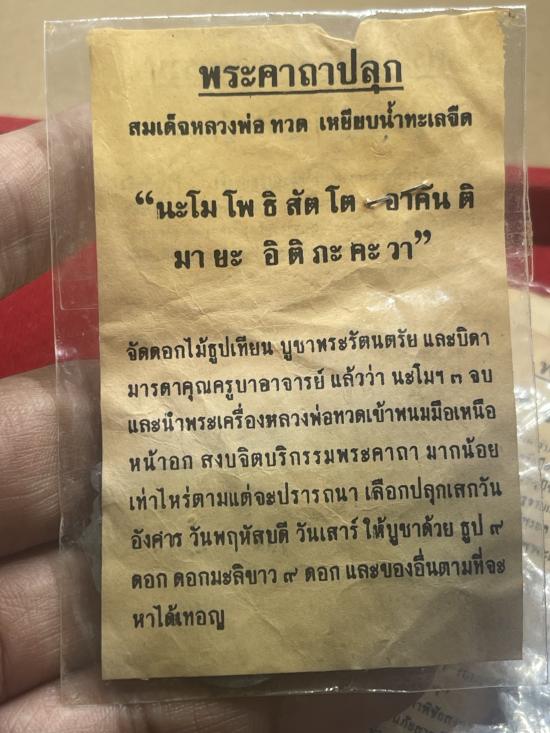 พระคาถาปลุก
สมเด็จหลวงพ่อ ทวด เหยียบน้ำทะเลจืด
“นะโม โพ ธิ สัต โต อาคัน ติ
มา ยะ อิ ติ ภะ คะ วา”
จัดดอกไม้ธูปเทียน บูชาพระรัตนตรัย และบิดา
มารดาคุณครูบาอาจารย์ แล้วว่า นะโมฯ ๓ จบ
และนำพระเครื่องหลวงพ่อทวดเข้าพนมมือเหนือ
หน้าอก สงบจิตบริกรรมพระคาถา มากน้อย
เท่าไหร่ตามแต่จะปรารถนา เลือกปลุกเสกวัน
อังคาร วันพฤหัสบดี วันเสาร์ ให้บูชาด้วย ธูป ๙
ดอก ดอกมะลิขาว ๙ ดอก และของอื่นตามที่จะ
หาได้เทอญ